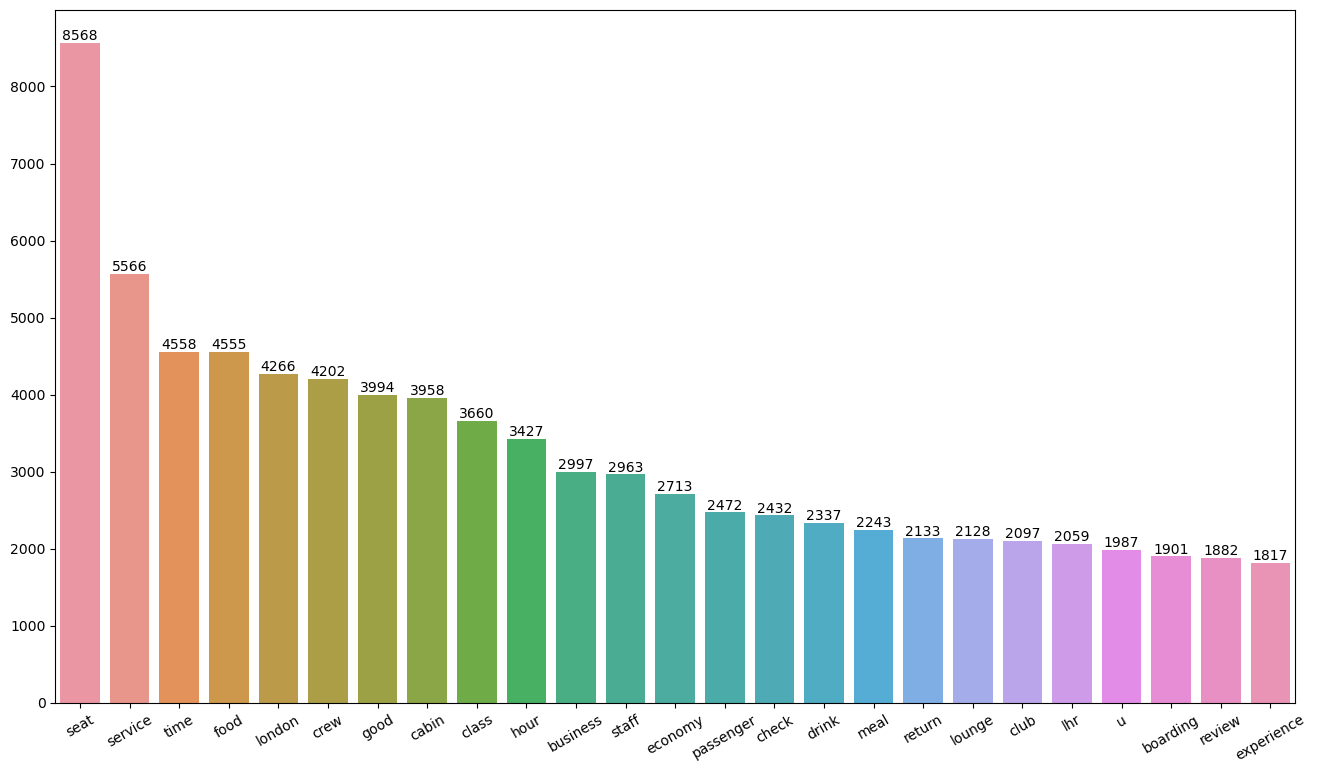 8568
5566
4558
4555
4266
4202
3994
3958
3660
3427
2997
2963
2713
2472
2432
2337
2243
2133
2128
2097
2059
1987
1901
1882
1817
8000
7000
6000
5000
4000
3000
2000
1000
0
seat
service
time
food
london
crew
good
cabin
class
hour
business
staff
economy
passenger
check
drink
meal
return
lounge
club
lhr
u
boarding
review
experience